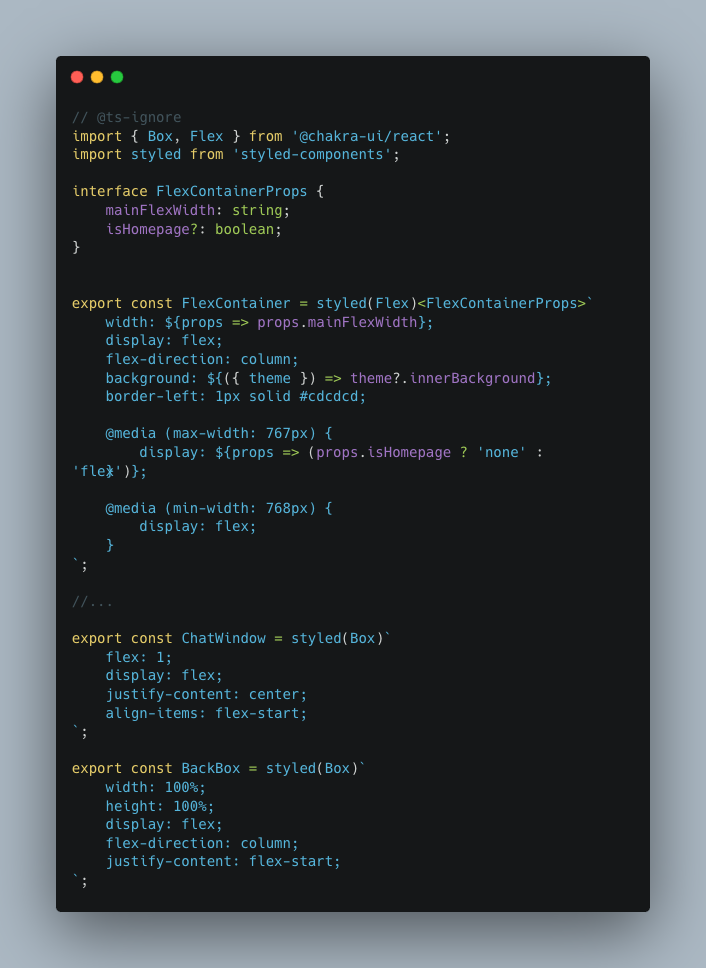 // @ts-ignore
import { Box, Flex } from '@chakra-ui/react';
import styled from 'styled-components';

interface FlexContainerProps {
    mainFlexWidth: string;
    isHomepage?: boolean;
}


export const FlexContainer = styled(Flex)<FlexContainerProps>`
    width: ${props => props.mainFlexWidth};
    display: flex;
    flex-direction: column;
    background: ${({ theme }) => theme?.innerBackground};
    border-left: 1px solid #cdcdcd;

    @media (max-width: 767px) {
        display: ${props => (props.isHomepage ? 'none' :
'flex')};
    }

    @media (min-width: 768px) {
        display: flex;
    }
`;

//...

export const ChatWindow = styled(Box)`
    flex: 1;
    display: flex;
    justify-content: center;
    align-items: flex-start;
`;

export const BackBox = styled(Box)`
    width: 100%;
    height: 100%;
    display: flex;
    flex-direction: column;
    justify-content: flex-start;
`;